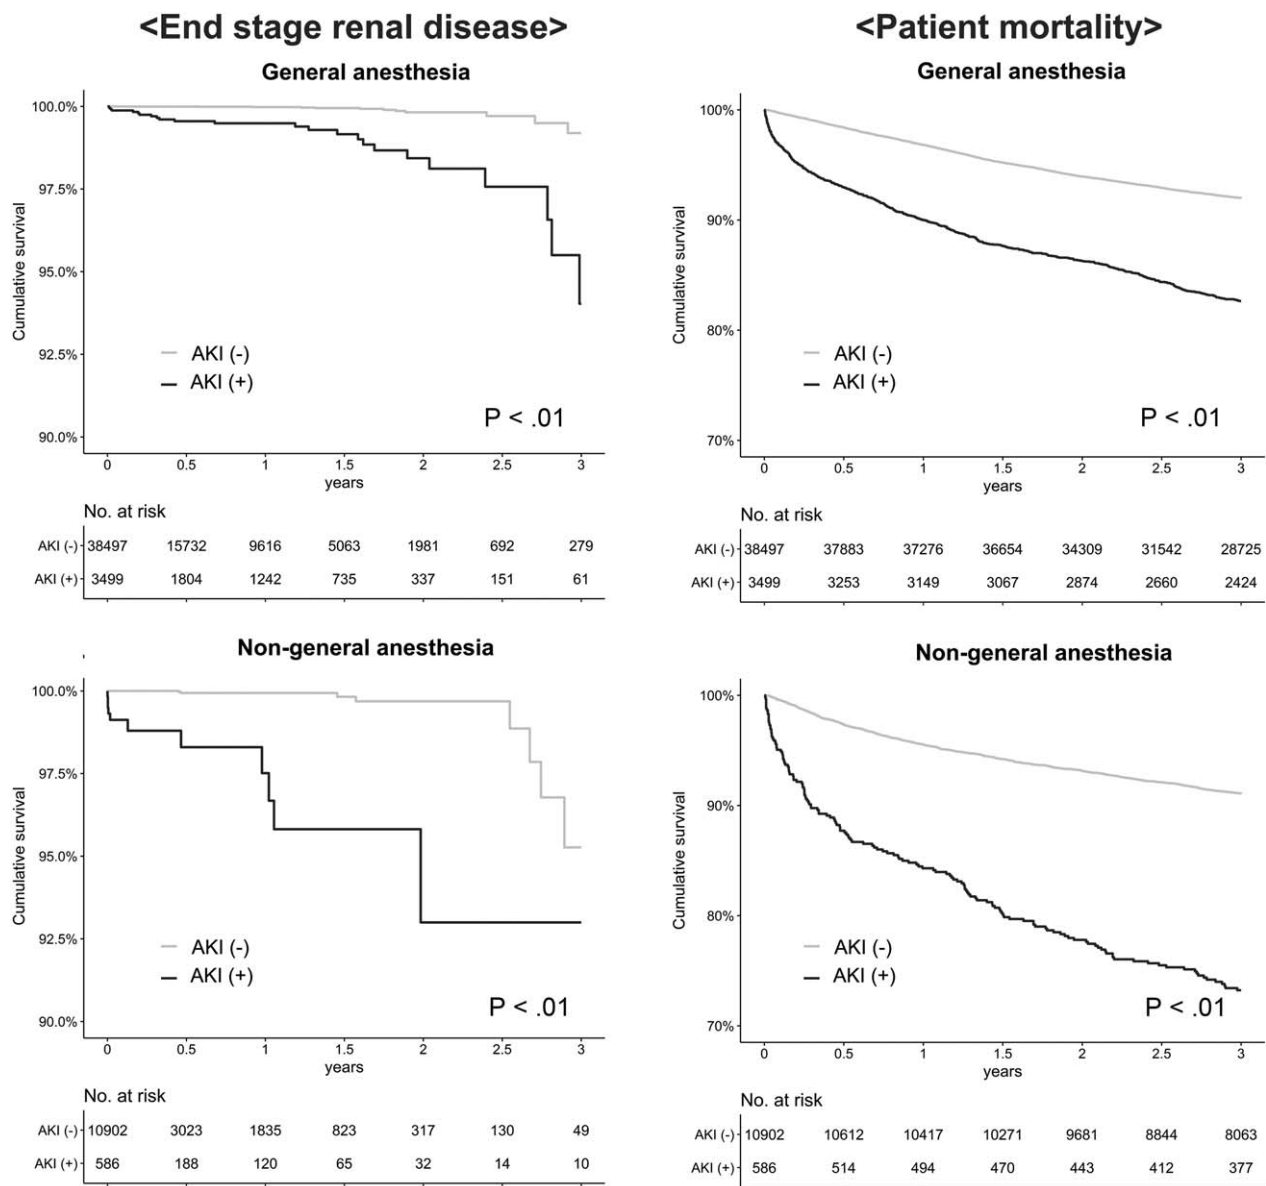 <End stage renal disease>
General anesthesia
Cumulative survival
100.0%
97.5%
95.0%
92.5%
90.0%
AKI (-)
AKI (+)
P < .01
0 0.5 1 1.5 2 2.5 3
years
No. at risk
AKI (-) 38497 15732 9616 5063 1981 692 279
AKI (+) 3499 1804 1242 735 337 151 61
<Patient mortality>
General anesthesia
Cumulative survival
100%
90%
80%
70%
AKI (-)
AKI (+)
P < .01
0 0.5 1 1.5 2 2.5 3
years
No. at risk
AKI (-) 38497 37883 37276 36654 34309 31542 28725
AKI (+) 3499 3253 3149 3067 2874 2660 2424
Non-general anesthesia
Cumulative survival
100.0%
97.5%
95.0%
92.5%
90.0%
AKI (-)
AKI (+)
P < .01
0 0.5 1 1.5 2 2.5 3
years
No. at risk
AKI (-) 10902 3023 1835 823 317 130 49
AKI (+) 586 188 120 65 32 14 10
Non-general anesthesia
Cumulative survival
100%
90%
80%
70%
AKI (-)
AKI (+)
P < .01
0 0.5 1 1.5 2 2.5 3
years
No. at risk
AKI (-) 10902 10612 10417 10271 9681 8844 8063
AKI (+) 586 514 494 470 443 412 377